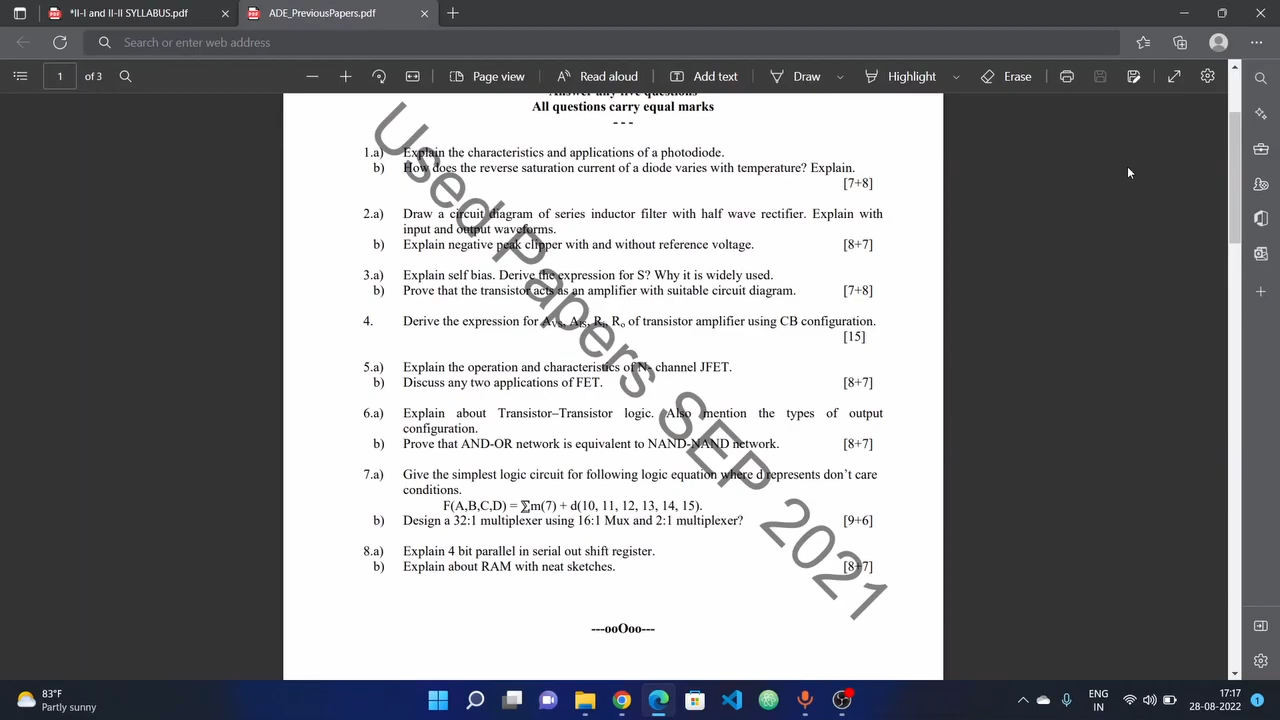 *II-I and II-II SYLLABUS.pdf
ADE_PreviousPapers.pdf
Search or enter web address
1 of 3
Page view
Read aloud
Add text
Draw
Highlight
Erase
Answer any five questions
All questions carry equal marks
- - -
1.a) Explain the characteristics and applications of a photodiode.
b) How does the reverse saturation current of a diode varies with temperature? Explain.
[7+8]
2.a) Draw a circuit diagram of series inductor filter with half wave rectifier. Explain with
input and output waveforms.
b) Explain negative peak clipper with and without reference voltage. [8+7]
3.a) Explain self bias. Derive the expression for S? Why it is widely used.
b) Prove that the transistor acts as an amplifier with suitable circuit diagram. [7+8]
4. Derive the expression for AVS, AIS, Ri, Ro of transistor amplifier using CB configuration.
[15]
5.a) Explain the operation and characteristics of N- channel JFET.
b) Discuss any two applications of FET. [8+7]
6.a) Explain about Transistor–Transistor logic. Also mention the types of output
configuration.
b) Prove that AND-OR network is equivalent to NAND-NAND network. [8+7]
7.a) Give the simplest logic circuit for following logic equation where d represents don't care
conditions.
F(A,B,C,D) = ∑m(7) + d(10, 11, 12, 13, 14, 15).
b) Design a 32:1 multiplexer using 16:1 Mux and 2:1 multiplexer? [9+6]
8.a) Explain 4 bit parallel in serial out shift register.
b) Explain about RAM with neat sketches. [8+7]
---ooOoo---
Used Papers SEP 2021
83°F
Partly sunny
ENG
IN
17:17
28-08-2022
1